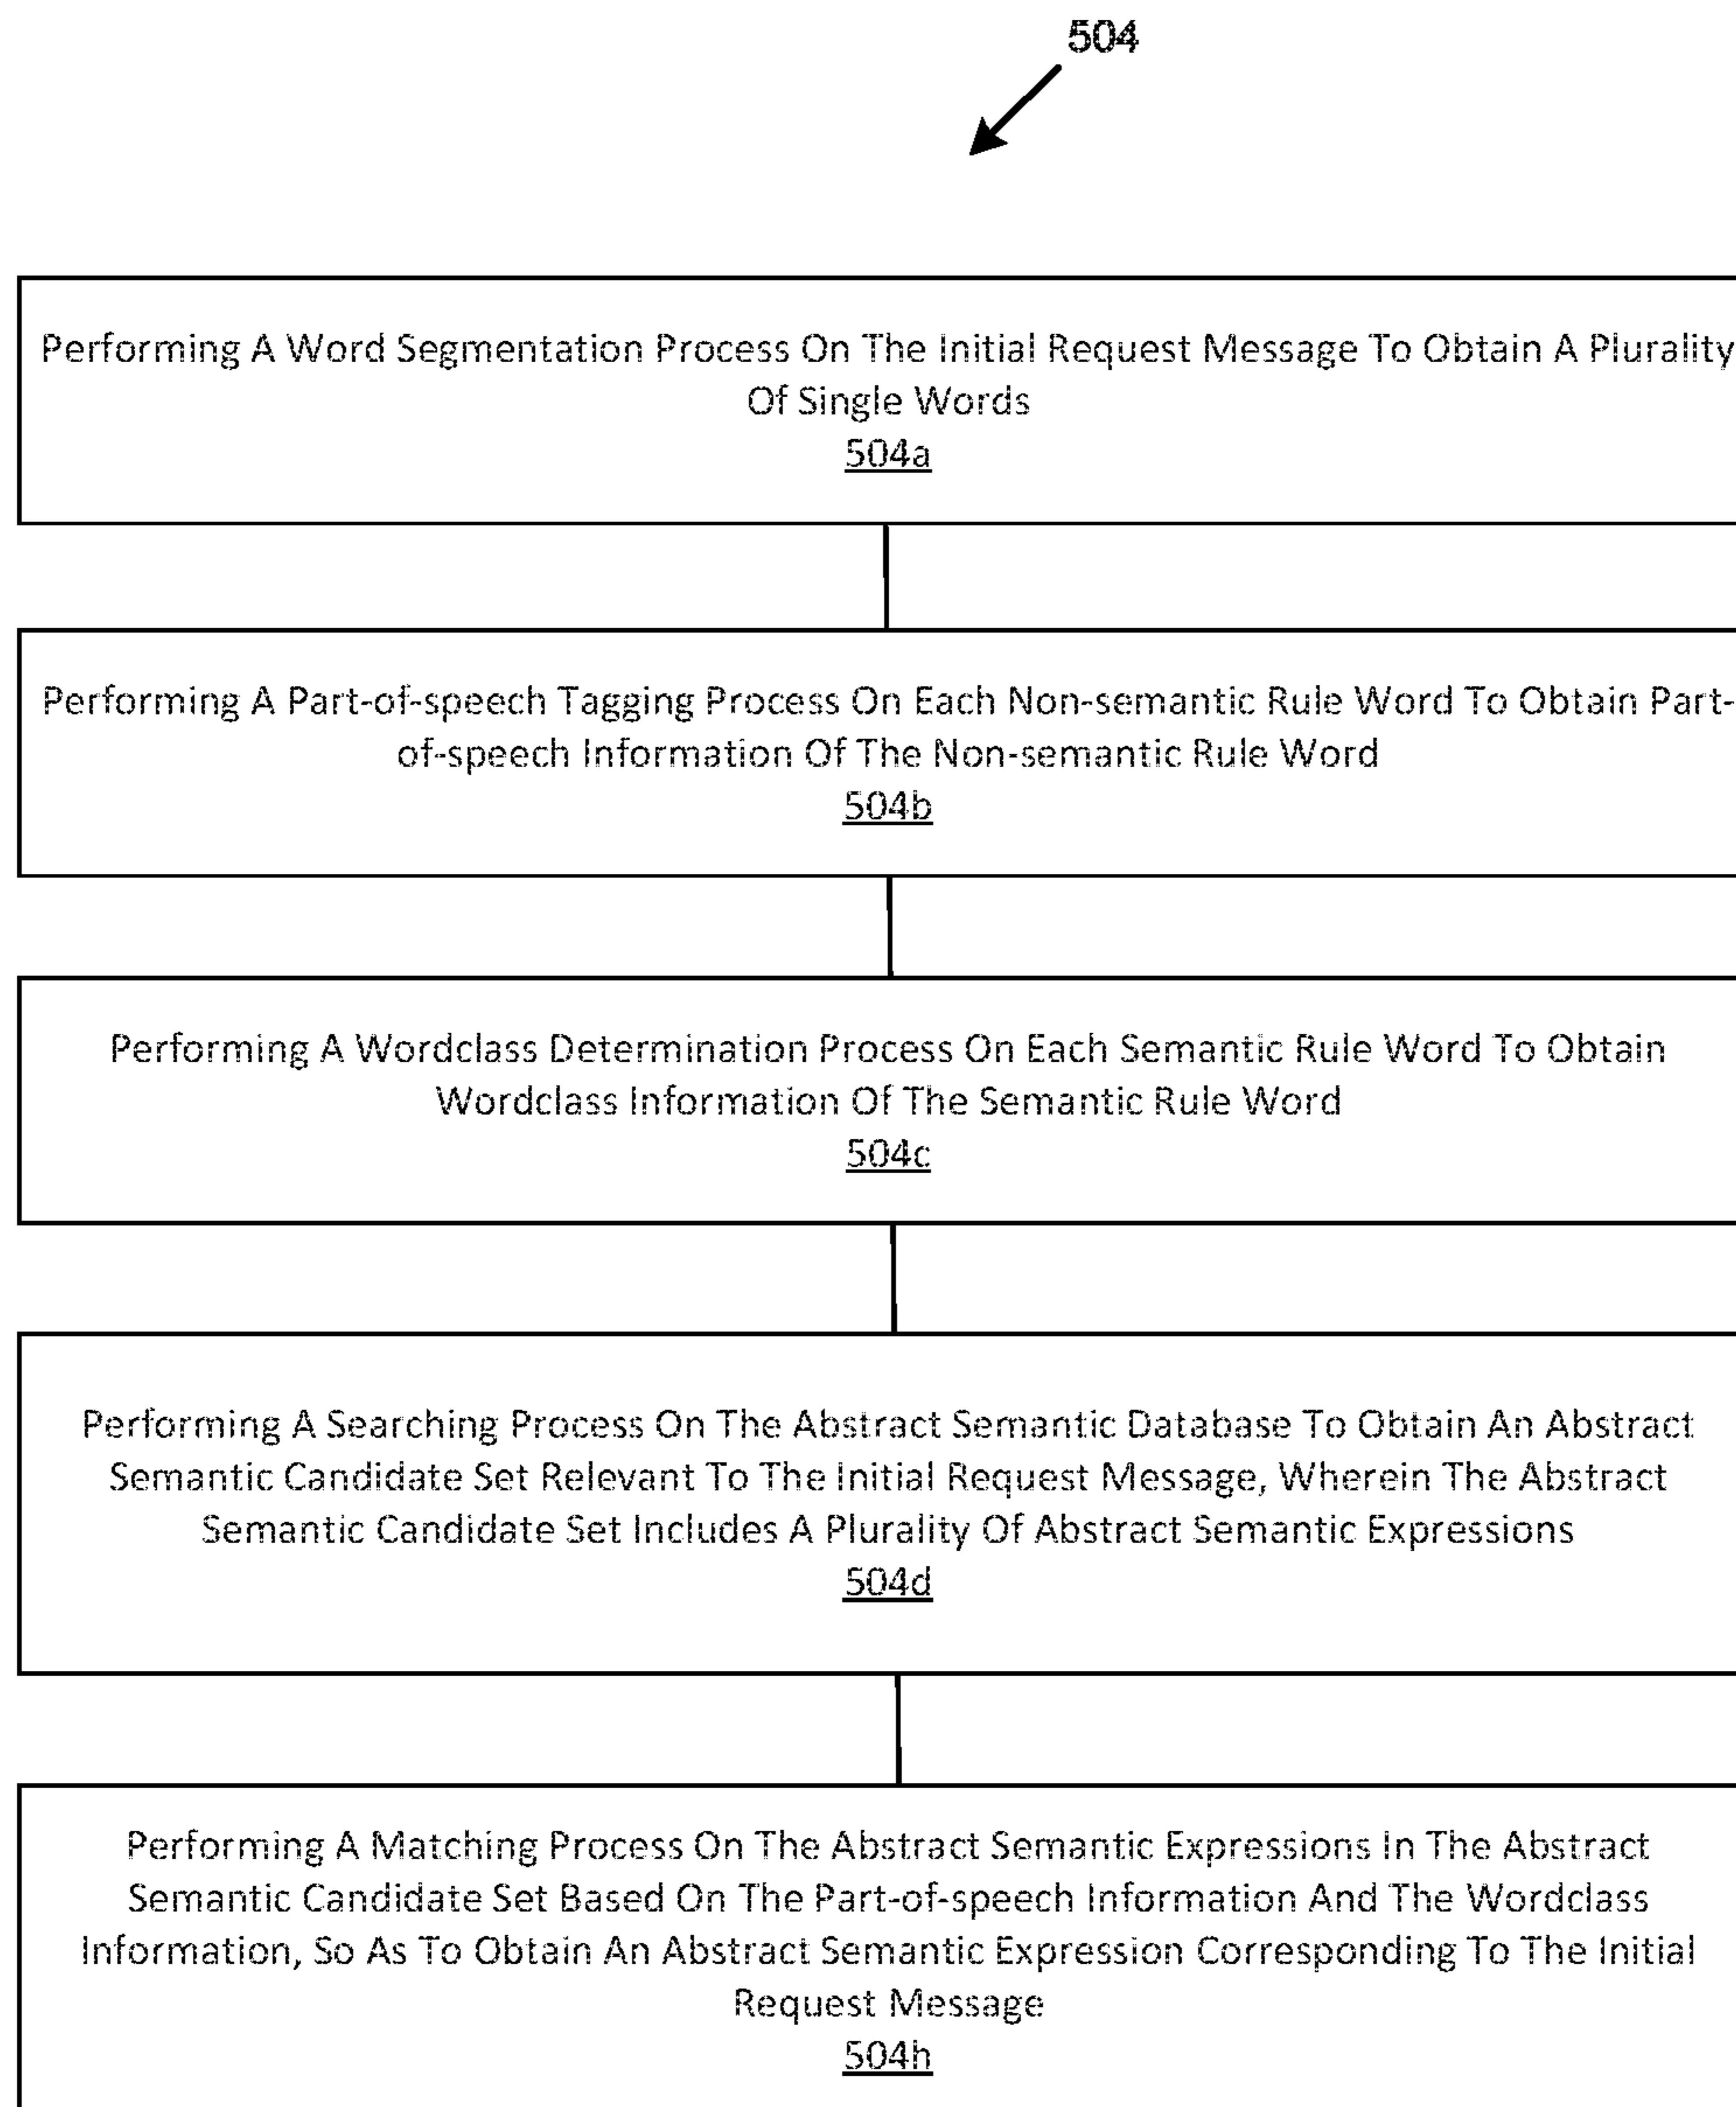 504
Performing A Word Segmentation Process On The Initial Request Message To Obtain A Plurality
Of Single Words
504a
Performing A Part-of-speech Tagging Process On Each Non-semantic Rule Word To Obtain Part-
of-speech Information Of The Non-semantic Rule Word
504b
Performing A Wordclass Determination Process On Each Semantic Rule Word To Obtain
Wordclass Information Of The Semantic Rule Word
504c
Performing A Searching Process On The Abstract Semantic Database To Obtain An Abstract
Semantic Candidate Set Relevant To The Initial Request Message, Wherein The Abstract
Semantic Candidate Set Includes A Plurality Of Abstract Semantic Expressions
504d
Performing A Matching Process On The Abstract Semantic Expressions In The Abstract
Semantic Candidate Set Based On The Part-of-speech Information And The Wordclass
Information, So As To Obtain An Abstract Semantic Expression Corresponding To The Initial
Request Message
504h